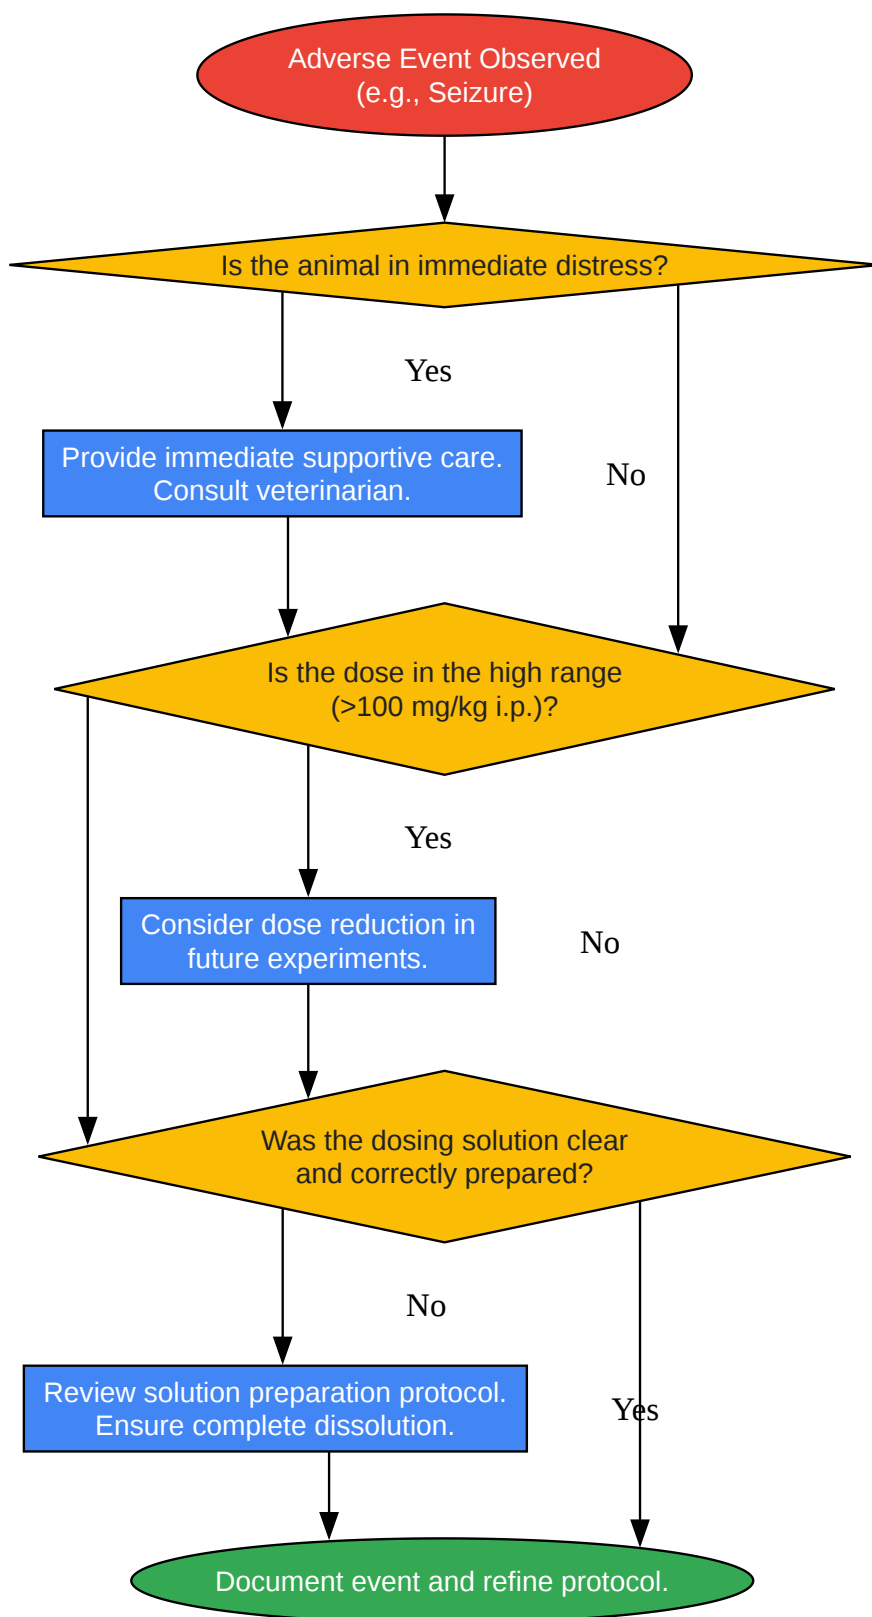 Adverse Event Observed
(e.g., Seizure)
Is the animal in immediate distress?
Yes
Provide immediate supportive care.
Consult veterinarian.
No
Is the dose in the high range
(>100 mg/kg i.p.)?
Yes
Consider dose reduction in
future experiments.
No
Was the dosing solution clear
and correctly prepared?
No
Review solution preparation protocol.
Ensure complete dissolution.
Yes
Document event and refine protocol.